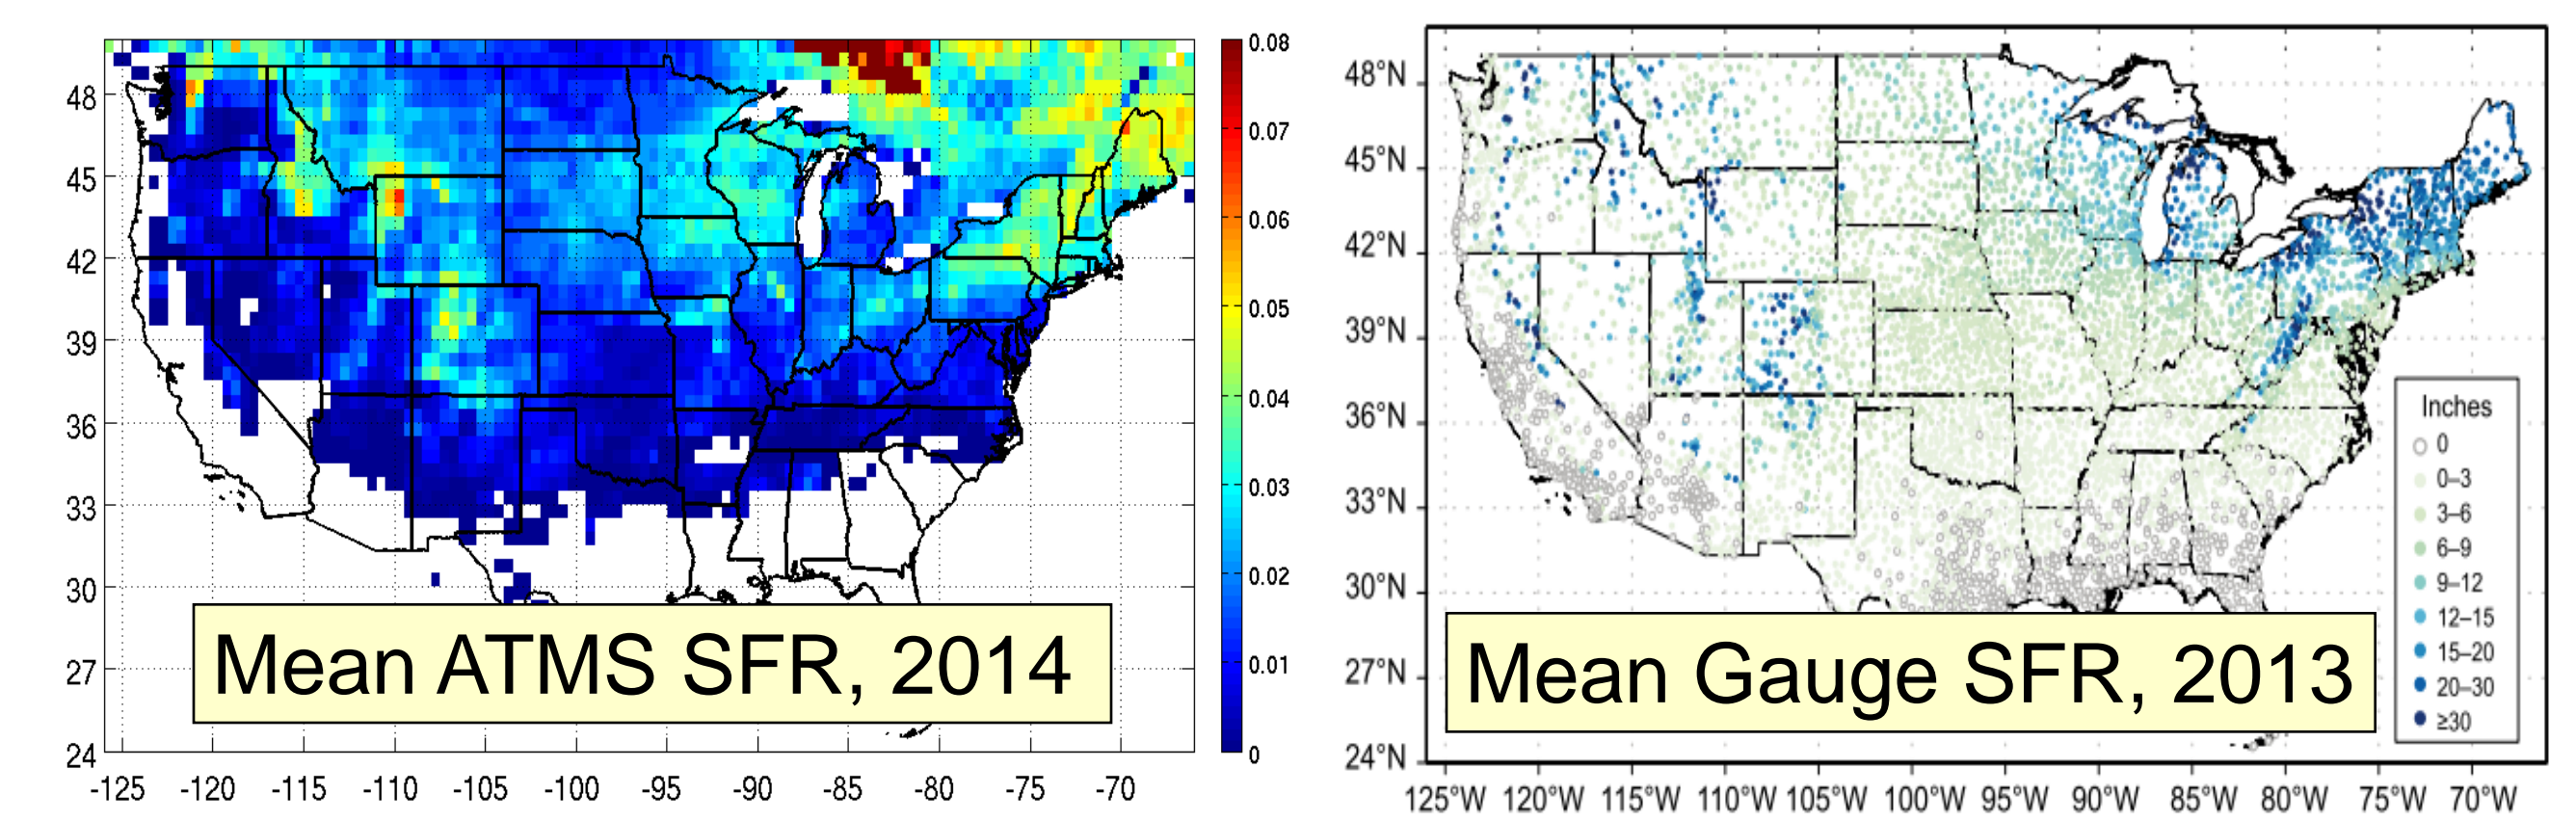 0.08
0.07
0.06
0.05
0.04
0.03
0.02
0.01
0
48
45
42
39
36
33
30
27
24
-125 -120 -115 -110 -105 -100 -95 -90 -85 -80 -75 -70
Mean ATMS SFR, 2014
48°N
45°N
42°N
39°N
36°N
33°N
30°N
27°N
24°N
125°W 120°W 115°W 110°W 105°W 100°W 95°W 90°W 85°W 80°W 75°W 70°W
Inches
0
0–3
3–6
6–9
9–12
12–15
15–20
20–30
≥30
Mean Gauge SFR, 2013